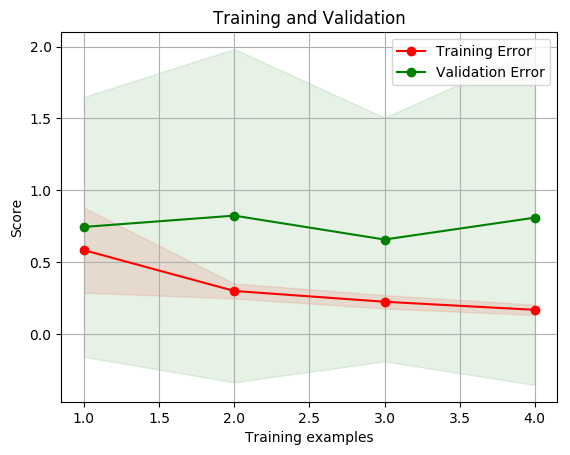 Training and Validation
Training Error
Validation Error
2.0
1.5
1.0
0.5
0.0
Score
1.0 1.5 2.0 2.5 3.0 3.5 4.0
Training examples